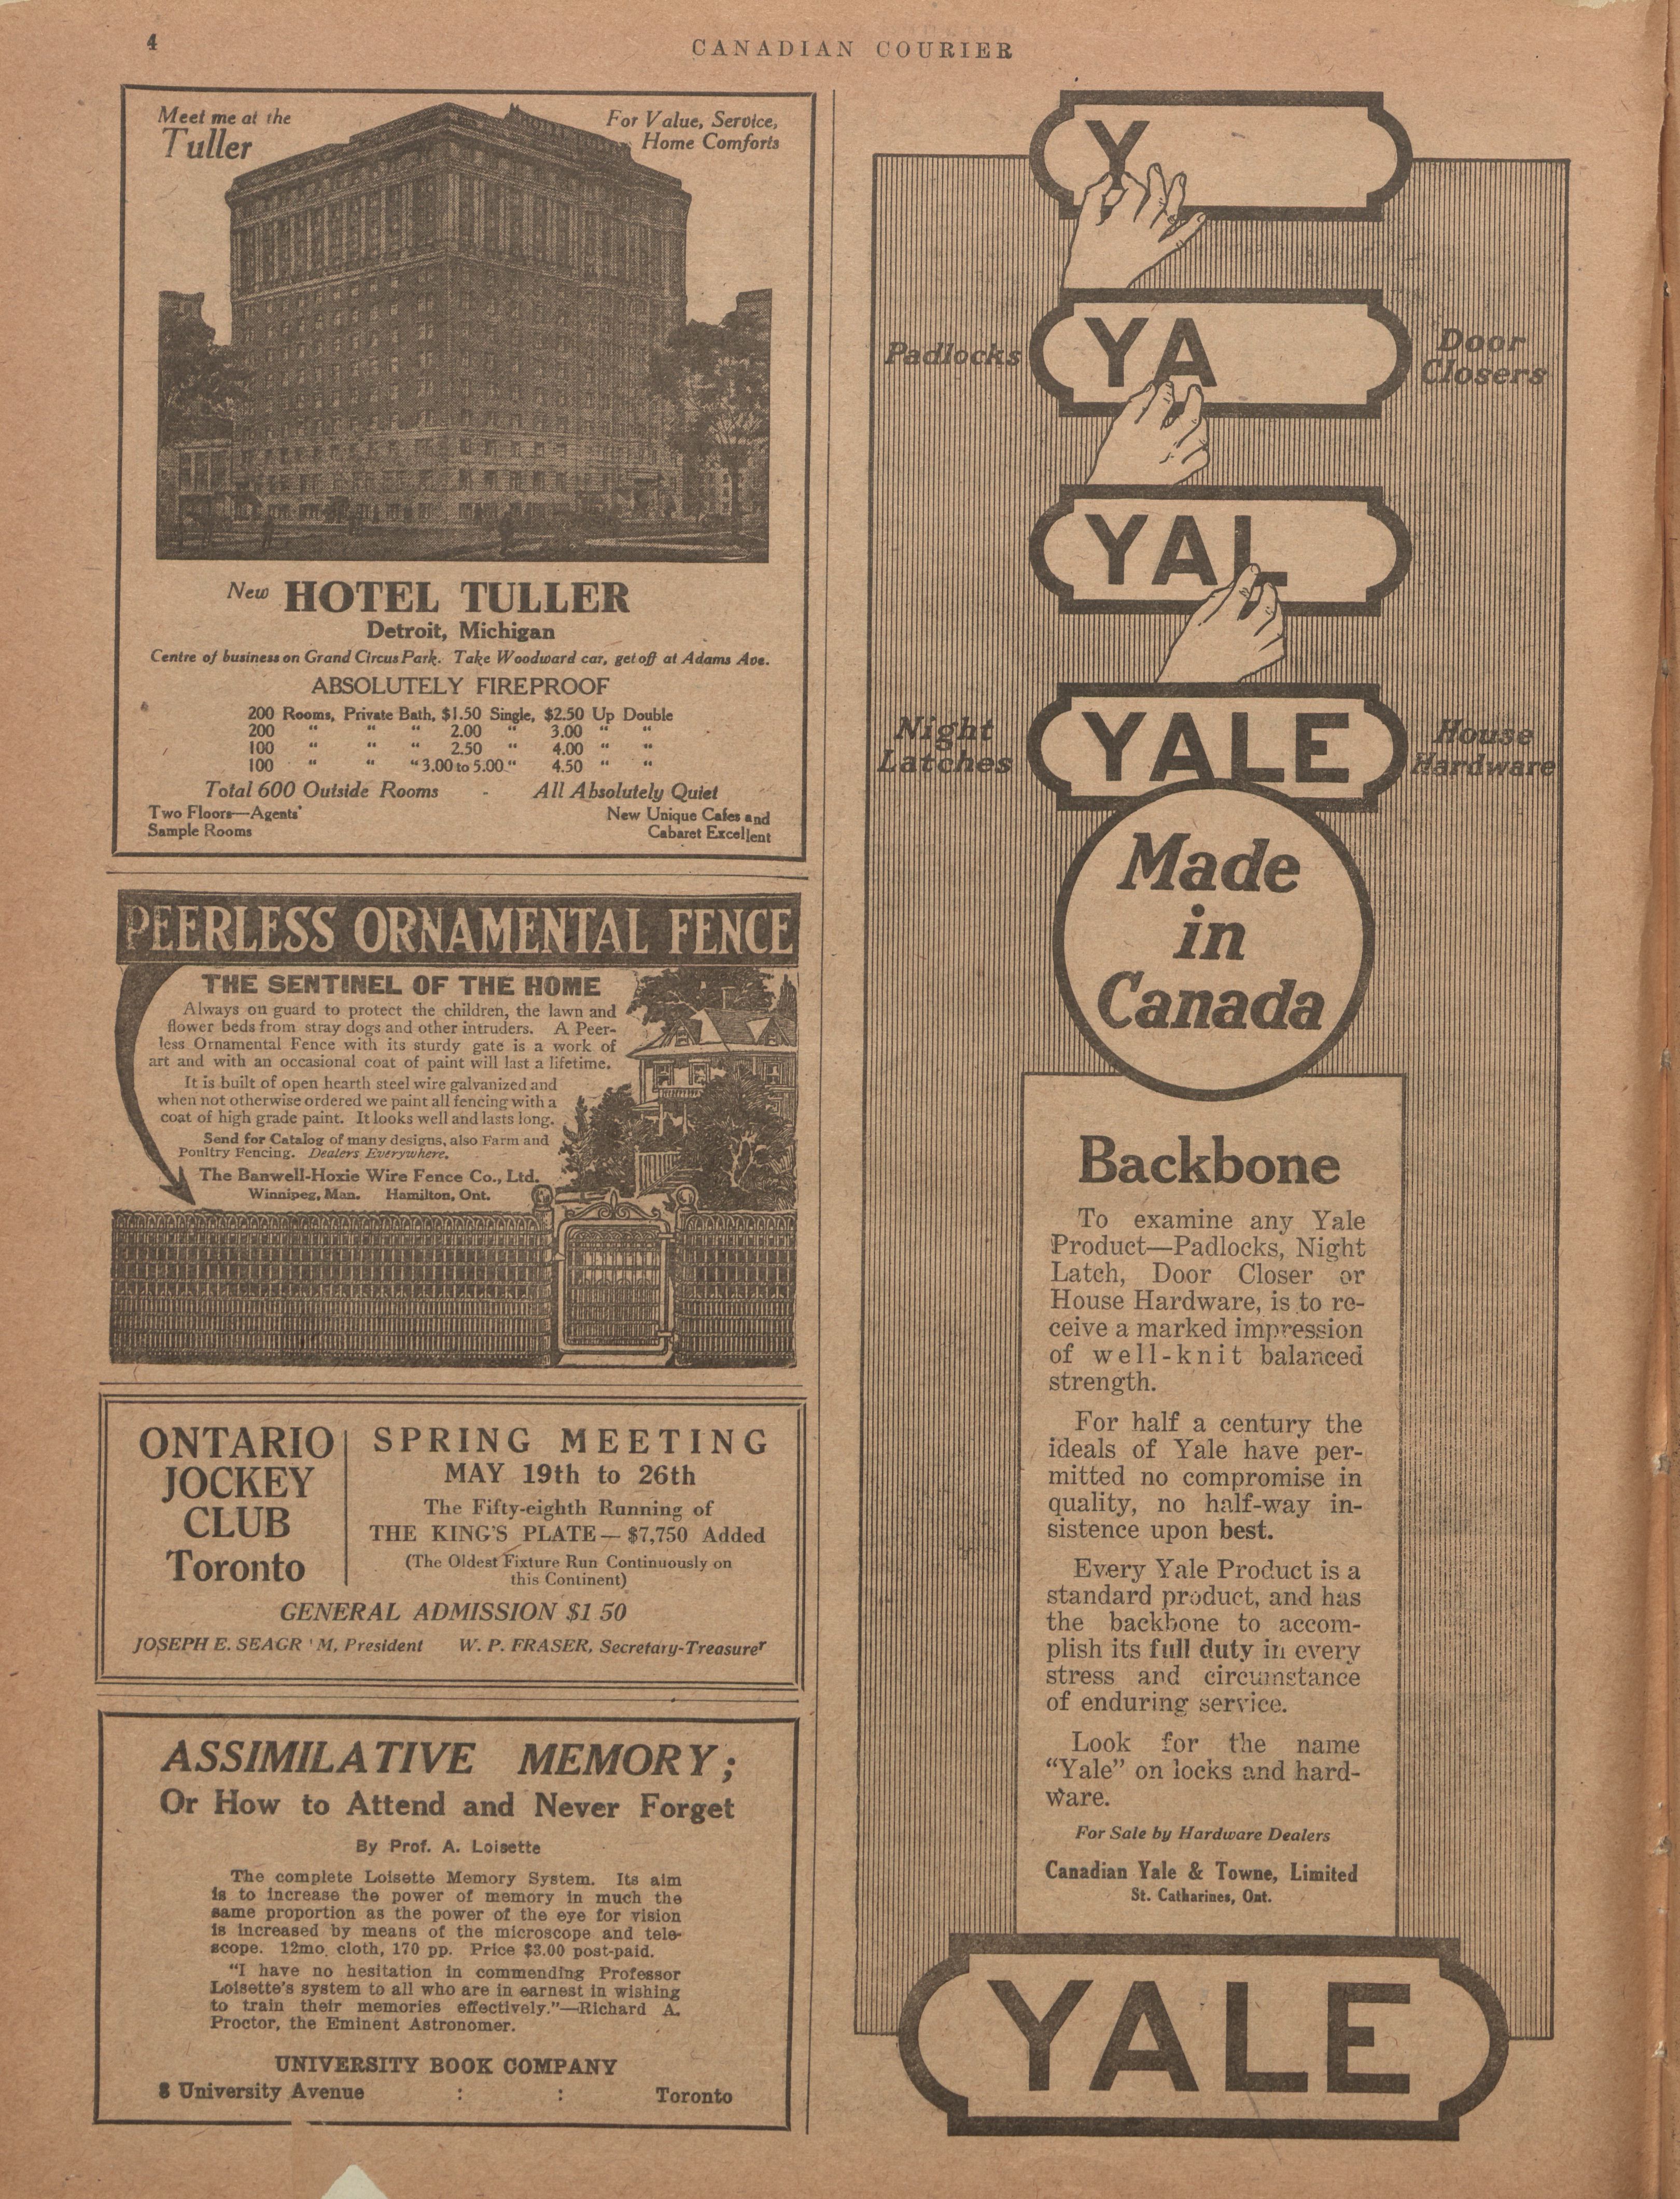 4
CANADIAN COURIER
Meet me at the
Tuller
For Value, Service,
Home Comforts
New HOTEL TULLER
Detroit, Michigan
Centre of business on Grand Circus Park. Take Woodward car, get off at Adams Ave.
ABSOLUTELY FIREPROOF
200 Rooms, Private Bath, $1.50 Single, $2.50 Up Double
200 " " " 2.00 " 3.00 " "
100 " " " 2.50 " 4.00 " "
100 " " " 3.00 to 5.00 " 4.50 " "
Total 600 Outside Rooms - All Absolutely Quiet
Two Floors—Agents'
Sample Rooms
New Unique Cafes and
Cabaret Excellent
PEERLESS ORNAMENTAL FENCE
THE SENTINEL OF THE HOME
Always on guard to protect the children, the lawn and
flower beds from stray dogs and other intruders. A Peer-
less Ornamental Fence with its sturdy gate is a work of
art and with an occasional coat of paint will last a lifetime.
It is built of open hearth steel wire galvanized and
when not otherwise ordered we paint all fencing with a
coat of high grade paint. It looks well and lasts long.
Send for Catalog of many designs, also Farm and
Poultry Fencing. Dealers Everywhere.
The Banwell-Hoxie Wire Fence Co., Ltd.
Winnipeg, Man. Hamilton, Ont.
ONTARIO
JOCKEY
CLUB
Toronto
SPRING MEETING
MAY 19th to 26th
The Fifty-eighth Running of
THE KING'S PLATE—$7,750 Added
(The Oldest Fixture Run Continuously on
this Continent)
GENERAL ADMISSION $1 50
JOSEPH E. SEAGR'M, President W. P. FRASER, Secretary-Treasurer
ASSIMILATIVE MEMORY;
Or How to Attend and Never Forget
By Prof. A. Loisette
The complete Loisette Memory System. Its aim
is to increase the power of memory in much the
same proportion as the power of the eye for vision
is increased by means of the microscope and tele-
scope. 12mo. cloth, 170 pp. Price $3.00 post-paid.
"I have no hesitation in commending Professor
Loisette's system to all who are in earnest in wishing
to train their memories effectively."—Richard A.
Proctor, the Eminent Astronomer.
UNIVERSITY BOOK COMPANY
8 University Avenue : : Toronto
Y
YA
Padlocks
Door
Closers
YAL
YALE
Night
Latches
House
Hardware
Made
in
Canada
Backbone
To examine any Yale
Product—Padlocks, Night
Latch, Door Closer or
House Hardware, is to re-
ceive a marked impression
of well-knit balanced
strength.
For half a century the
ideals of Yale have per-
mitted no compromise in
quality, no half-way in-
sistence upon best.
Every Yale Product is a
standard product, and has
the backbone to accom-
plish its full duty in every
stress and circumstance
of enduring service.
Look for the name
"Yale" on locks and hard-
ware.
For Sale by Hardware Dealers
Canadian Yale & Towne, Limited
St. Catharines, Ont.
YALE